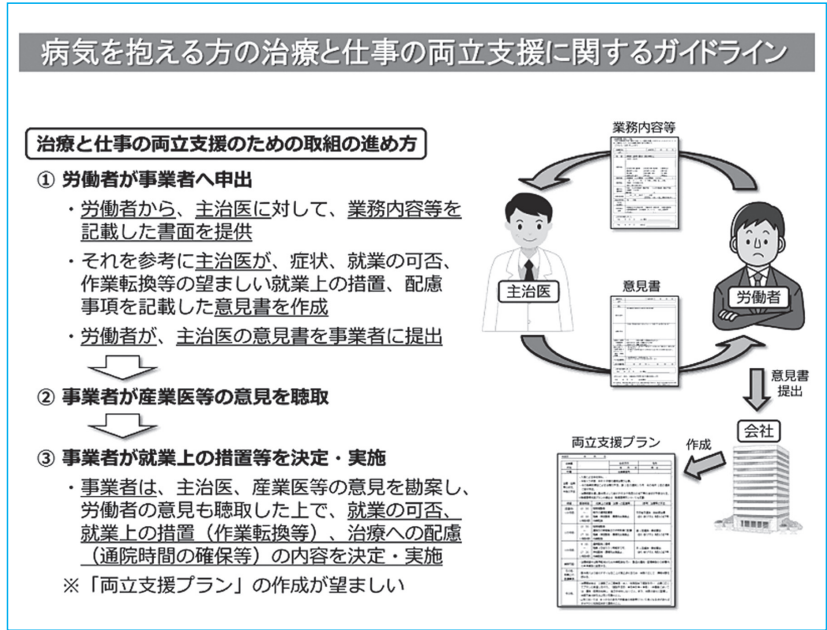 病気を抱える方の治療と仕事の両立支援に関するガイドライン
治療と仕事の両立支援のための取組の進め方
① 労働者が事業者へ申出
・労働者から、主治医に対して、業務内容等を
記載した書面を提供
・それを参考に主治医が、症状、就業の可否、
作業転換等の望ましい就業上の措置、配慮
事項を記載した意見書を作成
・労働者が、主治医の意見書を事業者に提出
② 事業者が産業医等の意見を聴取
③ 事業者が就業上の措置等を決定・実施
・事業者は、主治医、産業医等の意見を勘案し、
労働者の意見も聴取した上で、就業の可否、
就業上の措置（作業転換等）、治療への配慮
（通院時間の確保等）の内容を決定・実施
※「両立支援プラン」の作成が望ましい
業務内容等
主治医
意見書
労働者
意見書
提出
会社
作成
両立支援プラン